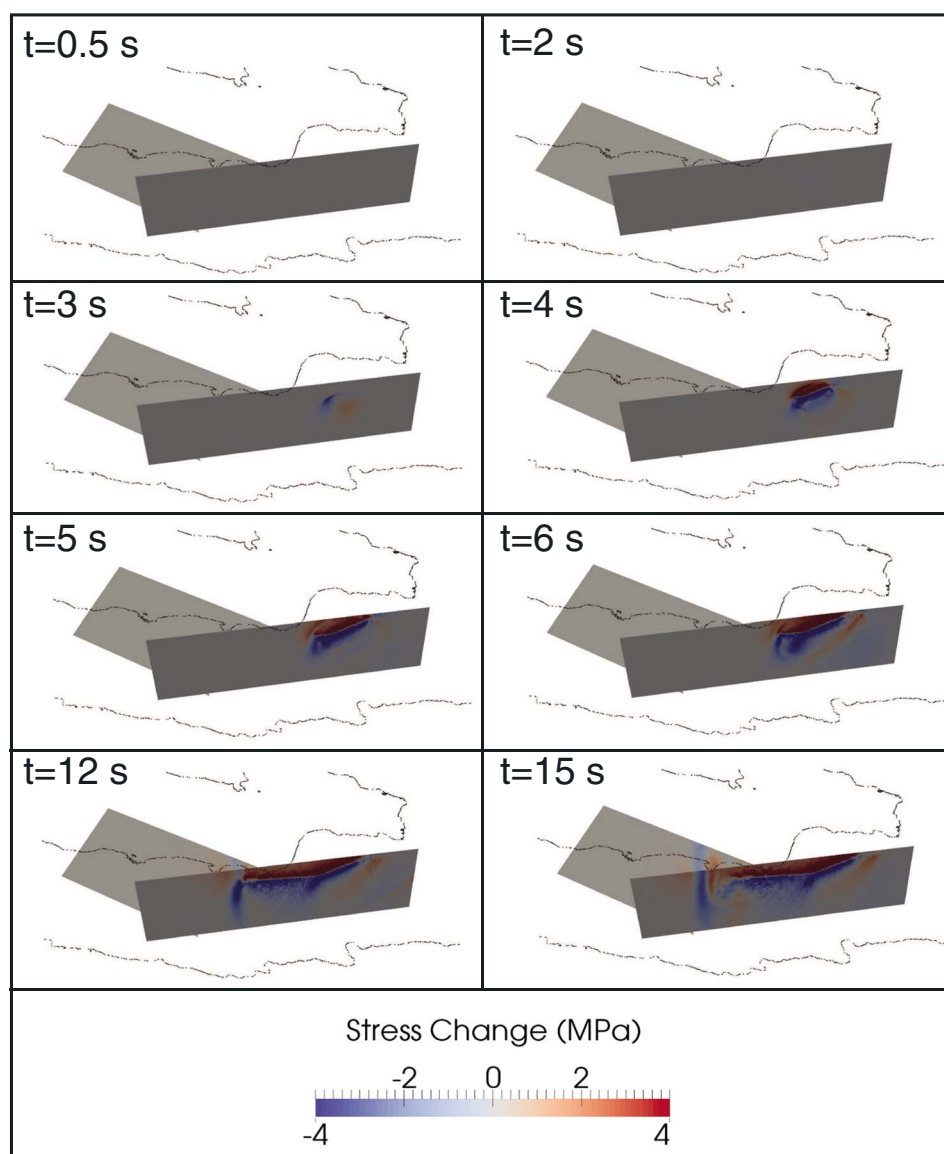 t=0.5 s
t=2 s
t=3 s
t=4 s
t=5 s
t=6 s
t=12 s
t=15 s
Stress Change (MPa)
-2 0 2
-4 4